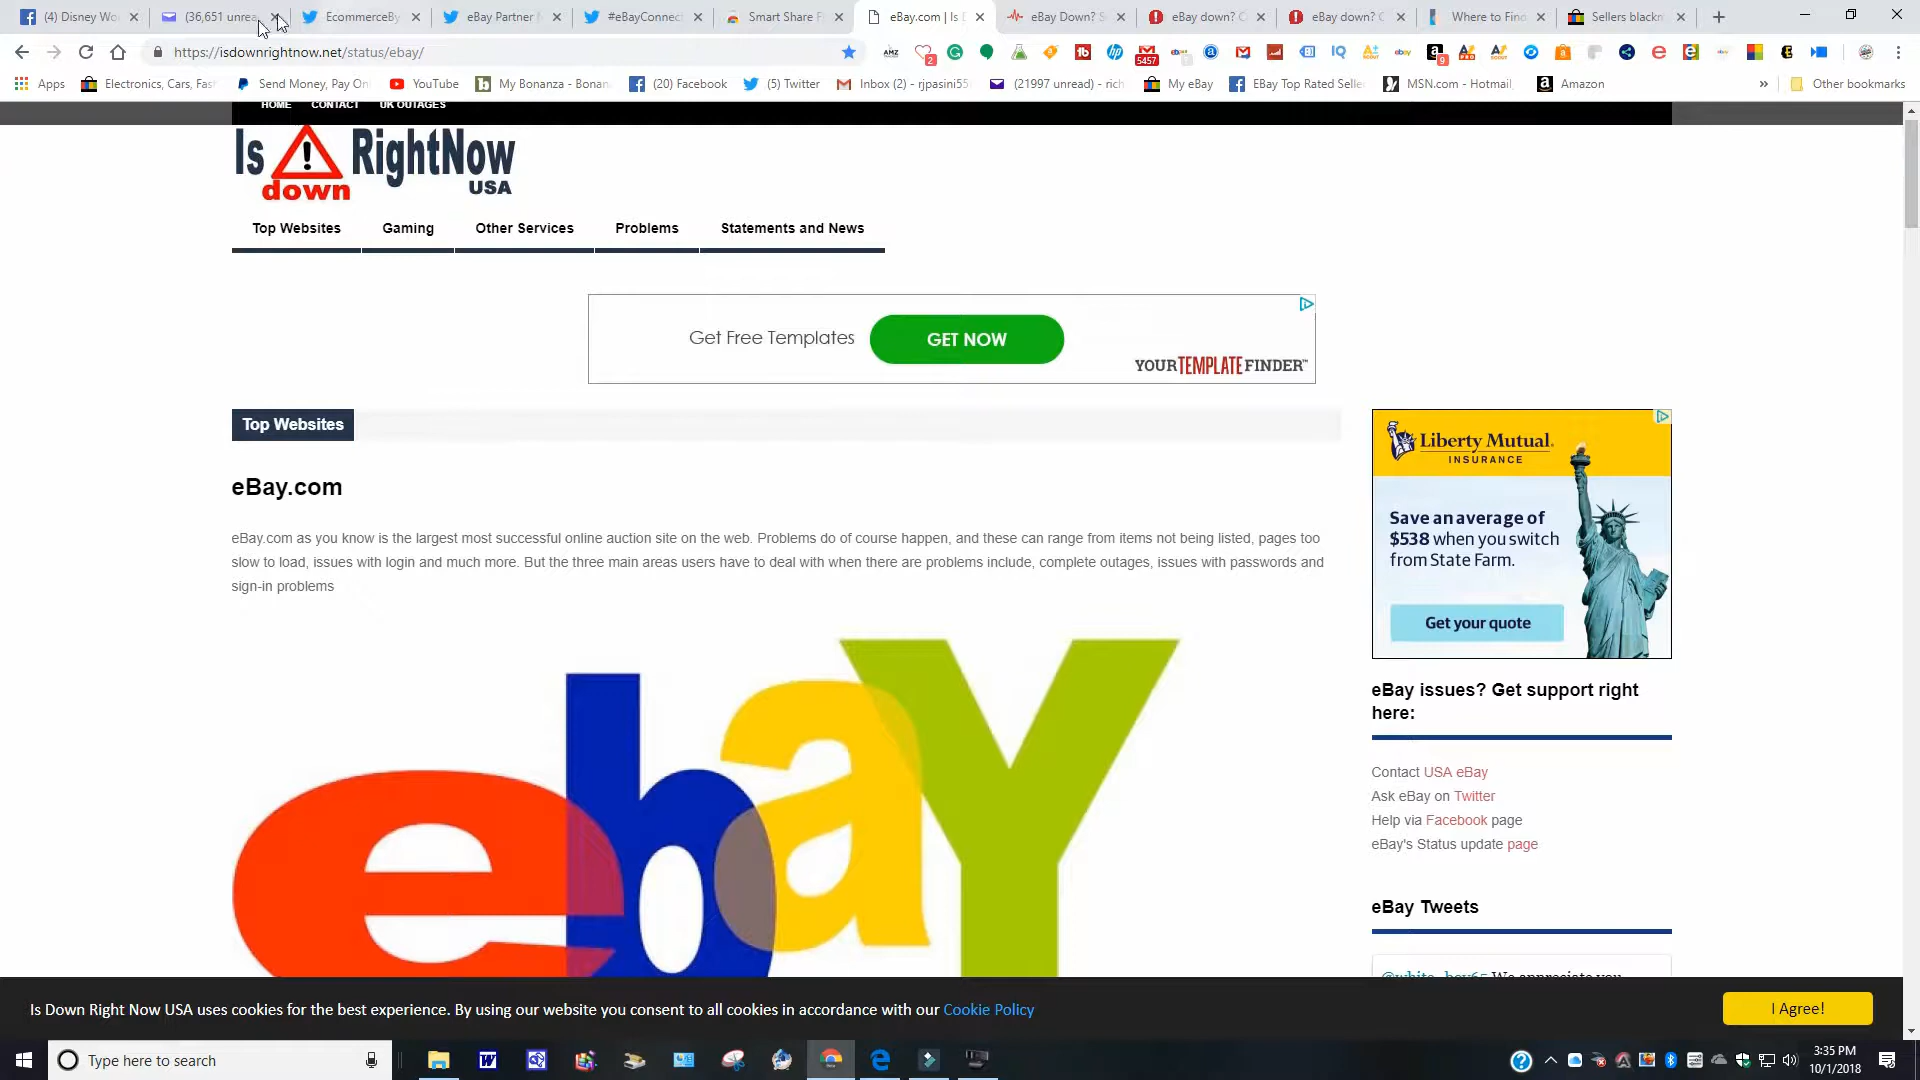 (4) Disney Wo
(36,651 unrea
EcommerceBy
eBay Partner
#eBayConnect
Smart Share F
eBay.com | Is
eBay Down? S
eBay down? C
eBay down? C
Where to Find
Sellers blackm
https://isdownrightnow.net/status/ebay/
AMZ
2
5457
IQ
9
Apps
Electronics, Cars, Fash
Send Money, Pay On
YouTube
My Bonanza - Bonan
(20) Facebook
(5) Twitter
Inbox (2) - rjpasini55
(21997 unread) - rich
My eBay
EBay Top Rated Selle
MSN.com - Hotmail,
Amazon
»
Other bookmarks
HOME
CONTACT
UK OUTAGES
Is ! RightNow
down
USA
Top Websites
Gaming
Other Services
Problems
Statements and News
Get Free Templates
GET NOW
YOURTEMPLATEFINDER™
Top Websites
eBay.com
eBay.com as you know is the largest most successful online auction site on the web. Problems do of course happen, and these can range from items not being listed, pages too
slow to load, issues with login and much more. But the three main areas users have to deal with when there are problems include, complete outages, issues with passwords and
sign-in problems
ebaY
Liberty Mutual.
INSURANCE
Save an average of
$538 when you switch
from State Farm.
Get your quote
eBay issues? Get support right
here:
Contact USA eBay
Ask eBay on Twitter
Help via Facebook page
eBay's Status update page
eBay Tweets
We appreciate you
Is Down Right Now USA uses cookies for the best experience. By using our website you consent to all cookies in accordance with our Cookie Policy
I Agree!
Type here to search
3:35 PM
10/1/2018